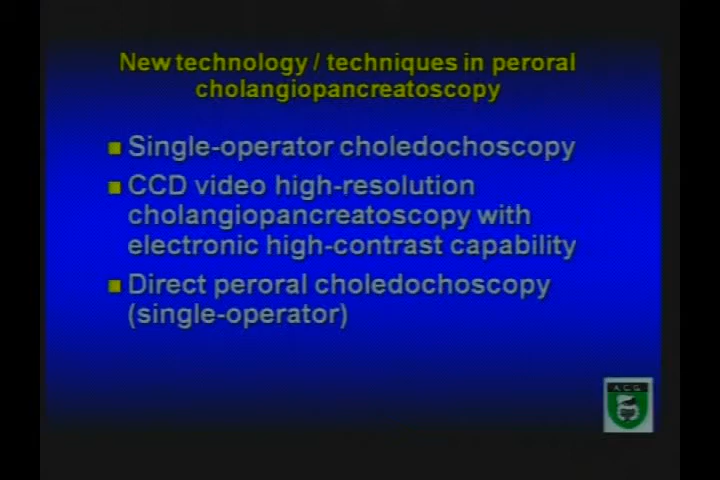 New technology / techniques in peroral
cholangiopancreatoscopy
Single-operator choledochoscopy
CCD video high-resolution
cholangiopancreatoscopy with
electronic high-contrast capability
Direct peroral choledochoscopy
(single-operator)
A.C.G.